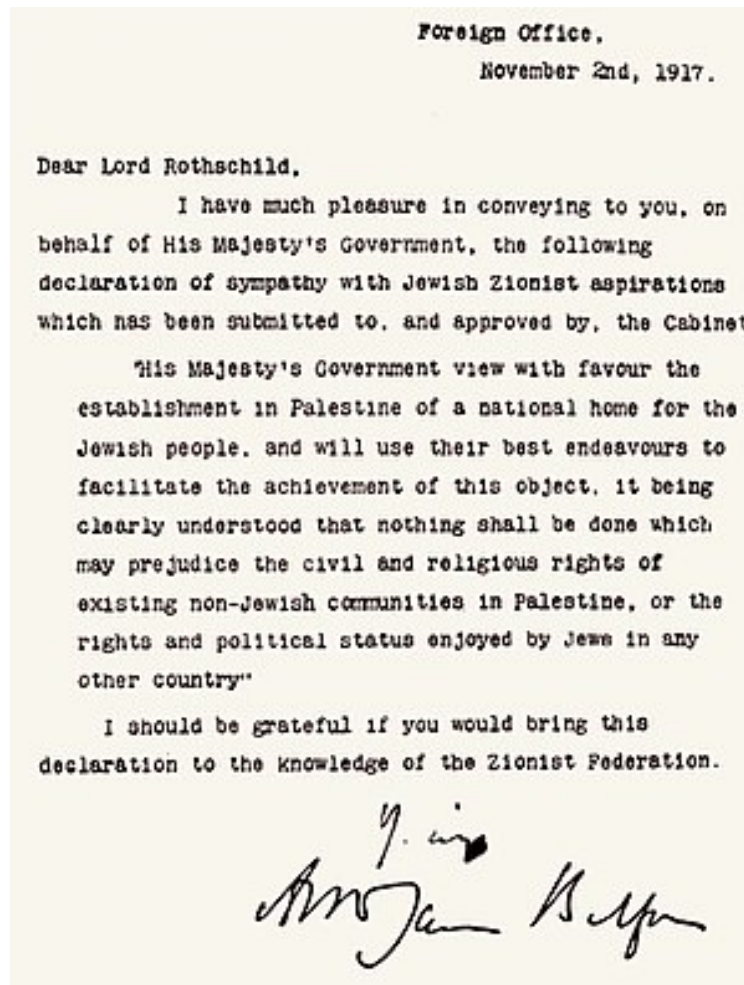 Foreign Office,
November 2nd, 1917.
Dear Lord Rothschild,
I have much pleasure in conveying to you, on
behalf of His Majesty's Government, the following
declaration of sympathy with Jewish Zionist aspirations
which has been submitted to, and approved by, the Cabinet
"His Majesty's Government view with favour the
establishment in Palestine of a national home for the
Jewish people, and will use their best endeavours to
facilitate the achievement of this object, it being
clearly understood that nothing shall be done which
may prejudice the civil and religious rights of
existing non-Jewish communities in Palestine, or the
rights and political status enjoyed by Jews in any
other country"
I should be grateful if you would bring this
declaration to the knowledge of the Zionist Federation.
Arthur James Balfour